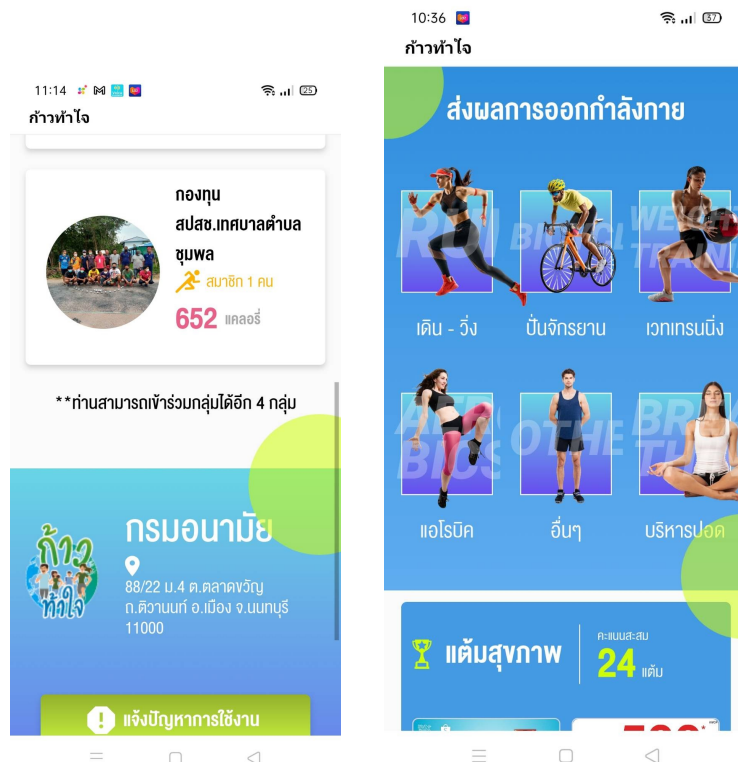 11:14
25
ก้าวท้าใจ
กองทุน
สปสช.เทศบาลตำบล
ชุมพล
สมาชิก 1 คน
652 แคลอรี่
**ท่านสามารถเข้าร่วมกลุ่มได้อีก 4 กลุ่ม
ก้าว
ท้าใจ
กรมอนามัย
88/22 ม.4 ต.ตลาดขวัญ
ถ.ติวานนท์ อ.เมือง จ.นนทบุรี
11000
แจ้งปัญหาการใช้งาน
10:36
37
ก้าวท้าใจ
ส่งผลการออกกำลังกาย
เดิน - วิ่ง
ปั่นจักรยาน
WEIGHT
TRAINI
เวทเทรนนิ่ง
แอโรบิค
OTHE
อื่นๆ
บริหารปอด
แต้มสุขภาพ
คะแนนสะสม
24 แต้ม